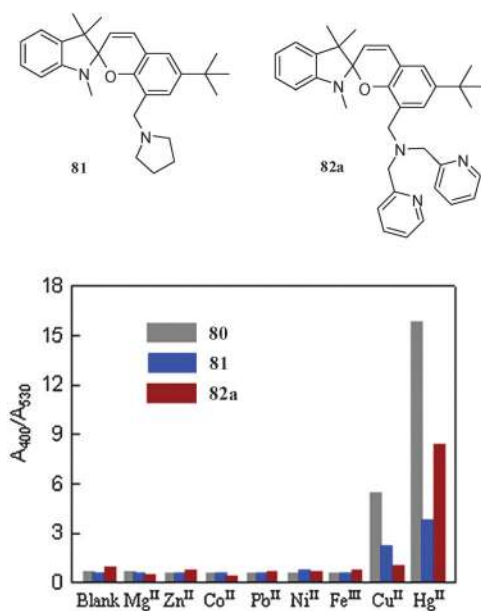 N
O
N
81
N
O
N
N
N
82a
A400/A530
18
15
12
9
6
3
0
80
81
82a
Blank MgII ZnII CoII PbII NiII FeIII CuII HgII